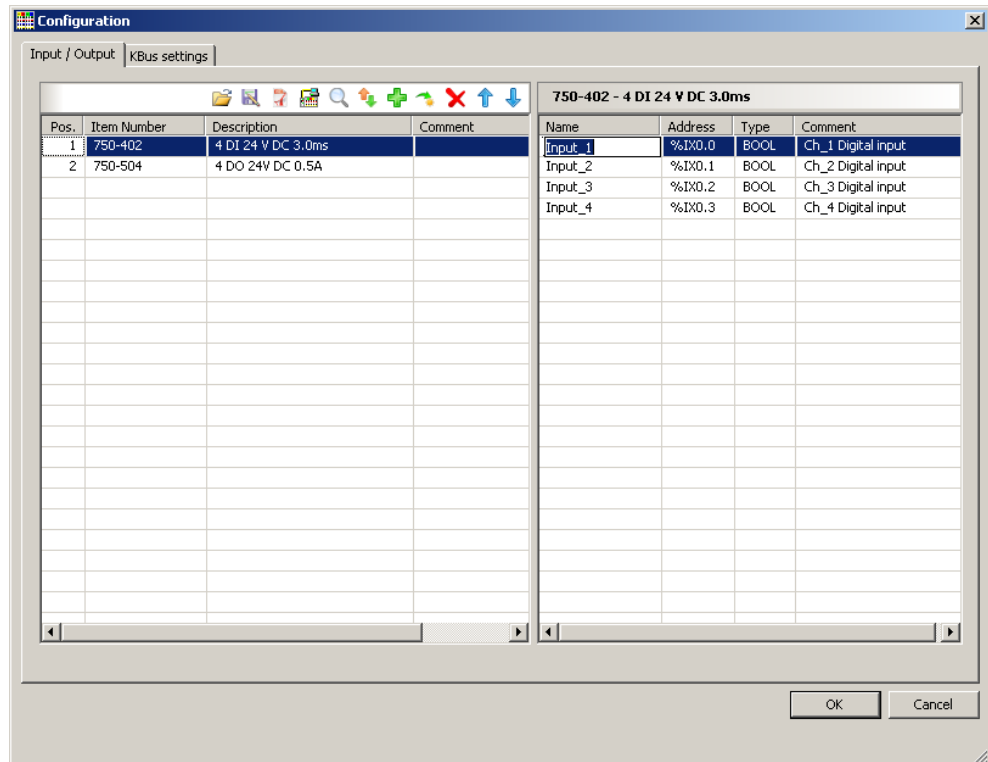 Configuration
Input / Output KBus settings
750-402 - 4 DI 24 V DC 3.0ms
Pos. Item Number Description Comment Name Address Type Comment
1 750-402 4 DI 24 V DC 3.0ms Input_1 %IX0.0 BOOL Ch_1 Digital input
2 750-504 4 DO 24V DC 0.5A Input_2 %IX0.1 BOOL Ch_2 Digital input
Input_3 %IX0.2 BOOL Ch_3 Digital input
Input_4 %IX0.3 BOOL Ch_4 Digital input
OK Cancel